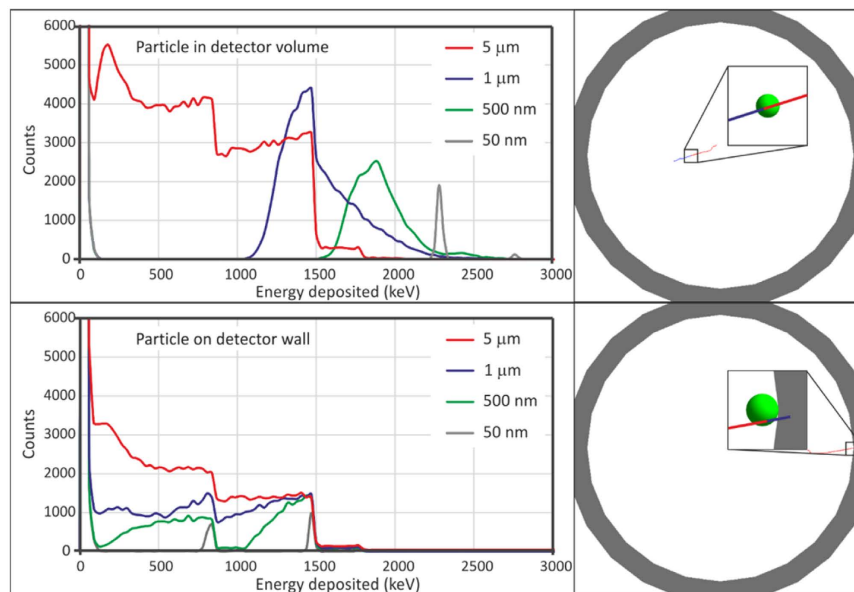 6000
5000
4000
3000
2000
1000
0
Counts
Particle in detector volume
5 μm
1 μm
500 nm
50 nm
0 500 1000 1500 2000 2500 3000
Energy deposited (keV)
6000
5000
4000
3000
2000
1000
0
Counts
Particle on detector wall
5 μm
1 μm
500 nm
50 nm
0 500 1000 1500 2000 2500 3000
Energy deposited (keV)